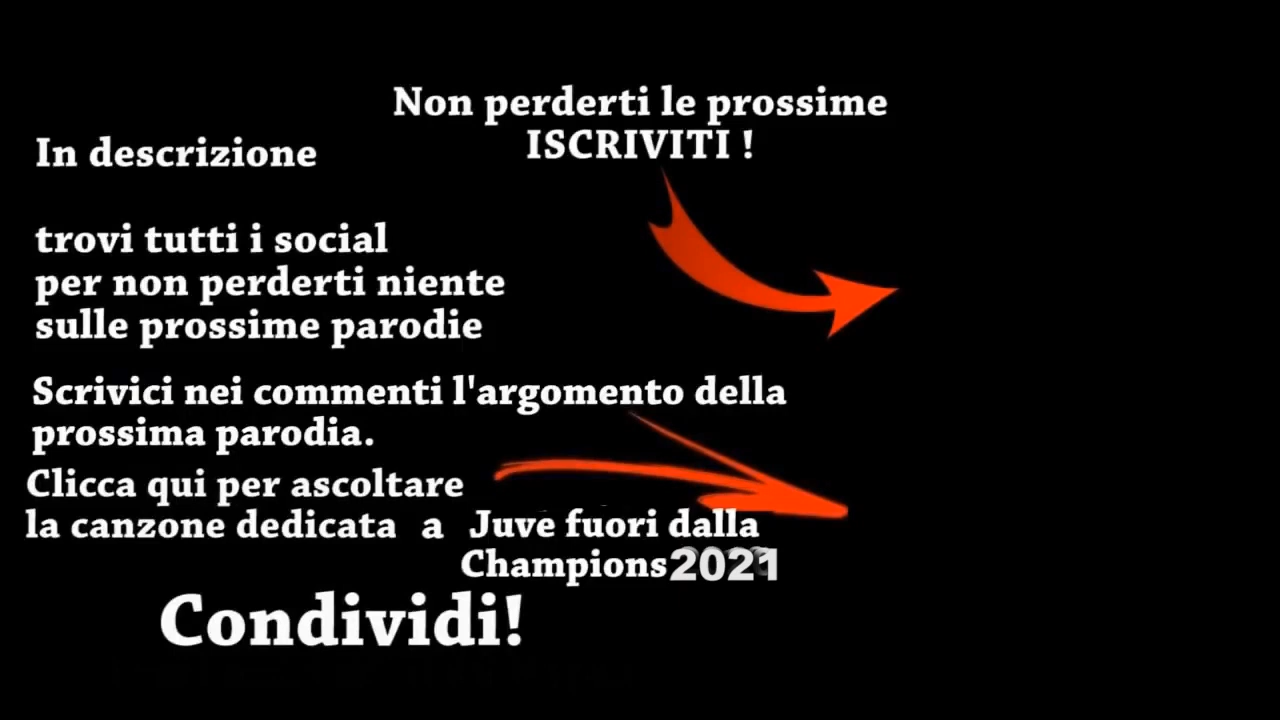 Non perderti le prossime
ISCRIVITI !
In descrizione
trovi tutti i social
per non perderti niente
sulle prossime parodie
Scrivici nei commenti l'argomento della
prossima parodia.
Clicca qui per ascoltare
la canzone dedicata a Juve fuori dalla
Champions 2021
Condividi!